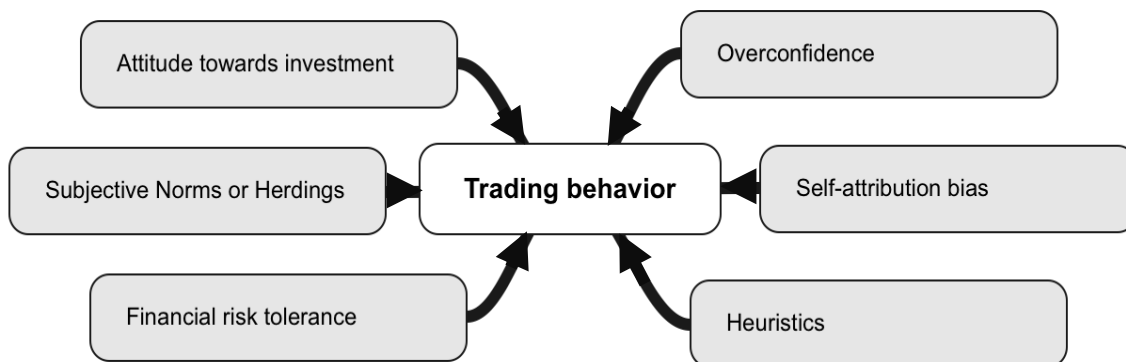 Attitude towards investment
Overconfidence
Subjective Norms or Herdings
Trading behavior
Self-attribution bias
Financial risk tolerance
Heuristics